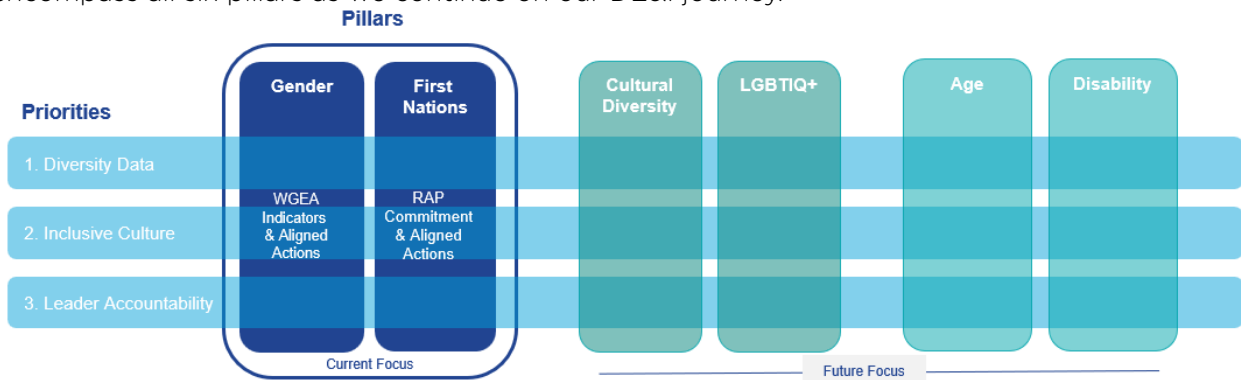 Pillars
Gender
First
Nations
Cultural
Diversity
LGBTIQ+
Age
Disability
Priorities
1. Diversity Data
2. Inclusive Culture
3. Leader Accountability
WGEA
Indicators
& Aligned
Actions
RAP
Commitment
& Aligned
Actions
Current Focus
Future Focus